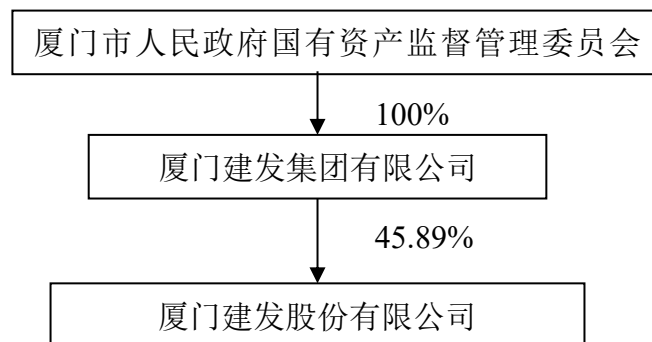 厦门市人民政府国有资产监督管理委员会
100%
厦门建发集团有限公司
45.89%
厦门建发股份有限公司